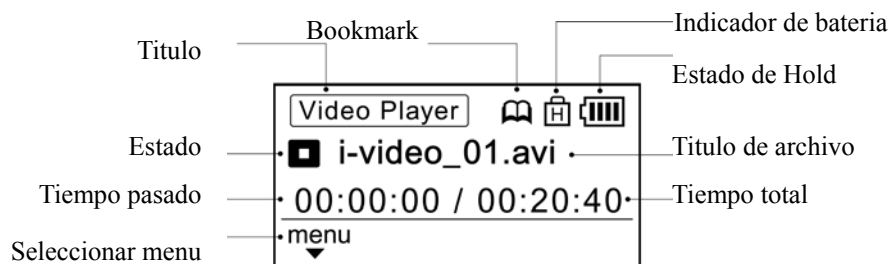 Indicador de bateria
Bookmark
Titulo
Estado de Hold
Video Player
H
Estado
i-video_01.avi
Titulo de archivo
Tiempo pasado
00:00:00 / 00:20:40
Tiempo total
menu
Seleccionar menu